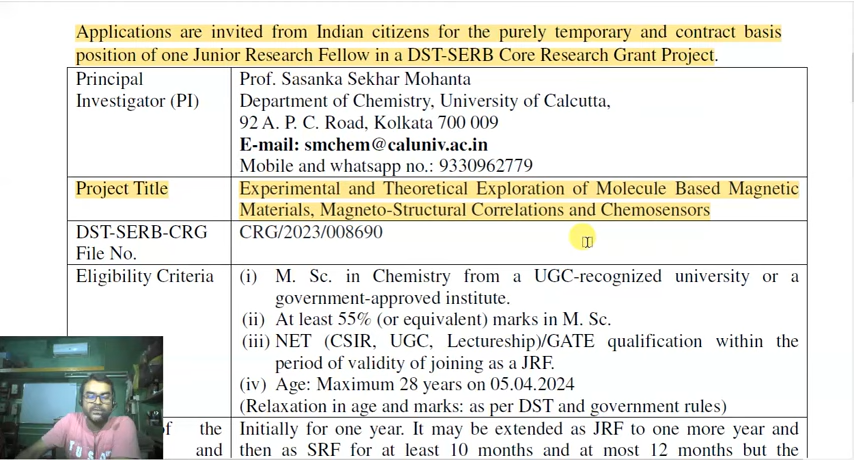 Applications are invited from Indian citizens for the purely temporary and contract basis
position of one Junior Research Fellow in a DST-SERB Core Research Grant Project.
Principal
Investigator (PI)
Prof. Sasanka Sekhar Mohanta
Department of Chemistry, University of Calcutta,
92 A. P. C. Road, Kolkata 700 009
E-mail: smchem@caluniv.ac.in
Mobile and whatsapp no.: 9330962779
Project Title
Experimental and Theoretical Exploration of Molecule Based Magnetic
Materials, Magneto-Structural Correlations and Chemosensors
DST-SERB-CRG
File No.
CRG/2023/008690
Eligibility Criteria
(i) M. Sc. in Chemistry from a UGC-recognized university or a
government-approved institute.
(ii) At least 55% (or equivalent) marks in M. Sc.
(iii) NET (CSIR, UGC, Lectureship)/GATE qualification within the
period of validity of joining as a JRF.
(iv) Age: Maximum 28 years on 05.04.2024
(Relaxation in age and marks: as per DST and government rules)
of the
and
Initially for one year. It may be extended as JRF to one more year and
then as SRF for at least 10 months and at most 12 months but the